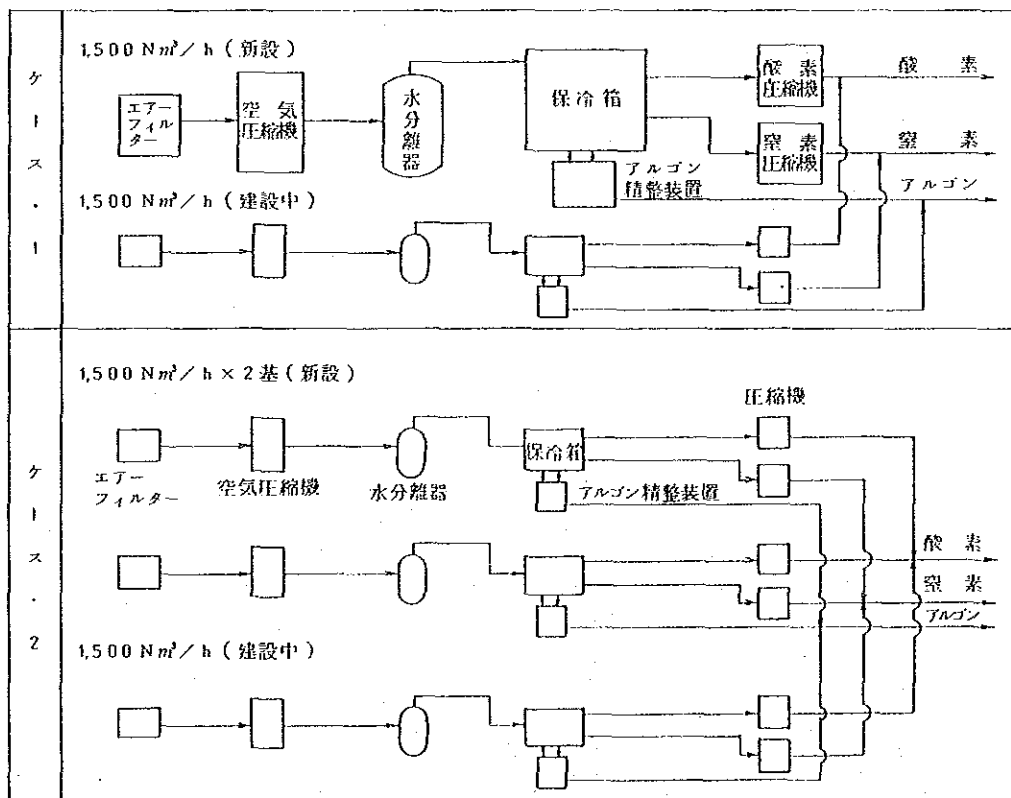 ケース・1
1,500 Nm³/h（新設）
エアーフィルター
空気圧縮機
水分離器
保冷箱
酸素圧縮機
酸素
窒素圧縮機
窒素
アルゴン精整装置
アルゴン
1,500 Nm³/h（建設中）
ケース・2
1,500 Nm³/h×2基（新設）
圧縮機
保冷箱
エアーフィルター
空気圧縮機
水分離器
アルゴン精整装置
酸素
窒素
アルゴン
1,500 Nm³/h（建設中）